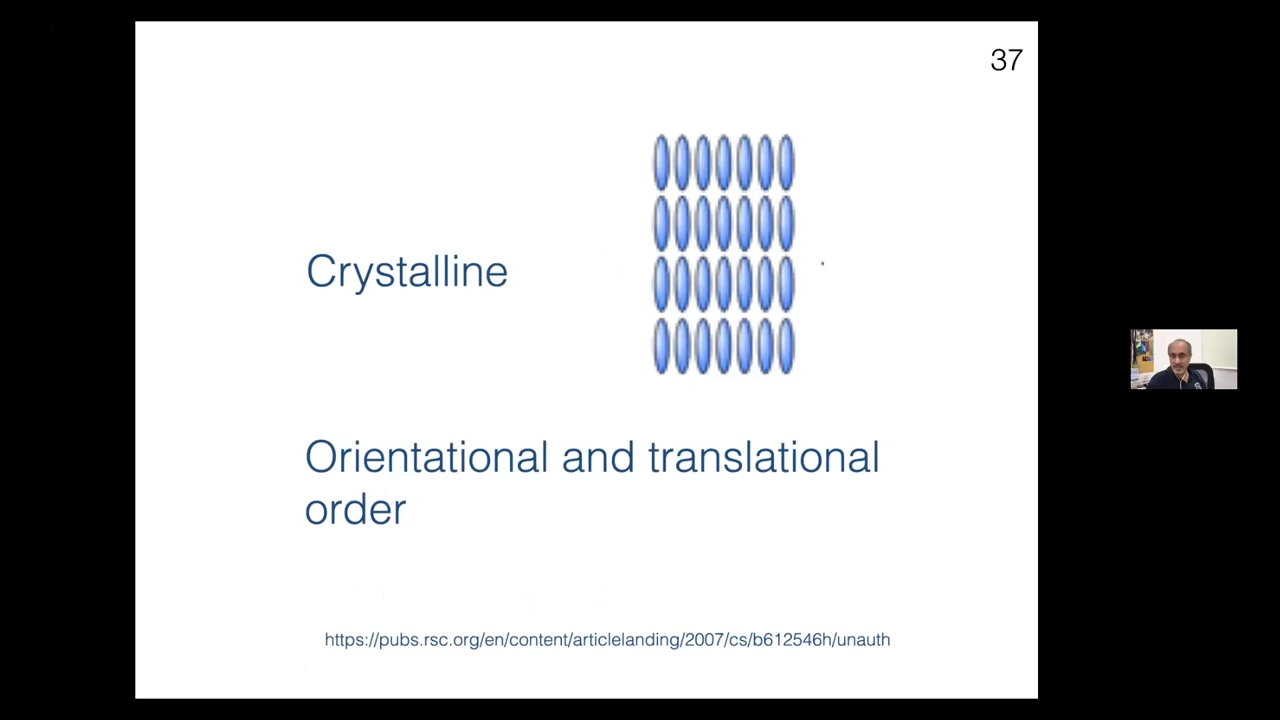 37
Crystalline
Orientational and translational
order
https://pubs.rsc.org/en/content/articlelanding/2007/cs/b612546h/unauth